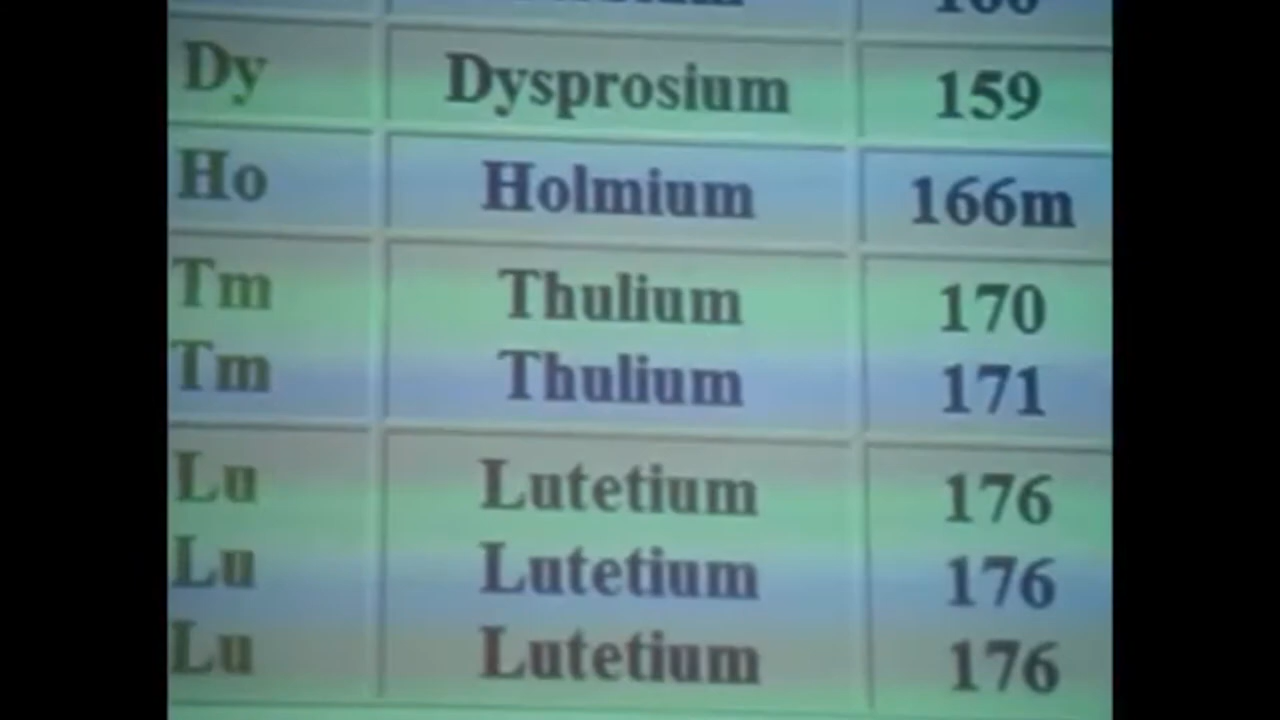 Dy Dysprosium 159
Ho Holmium 166m
Tm Thulium 170
Tm Thulium 171
Lu Lutetium 176
Lu Lutetium 176
Lu Lutetium 176